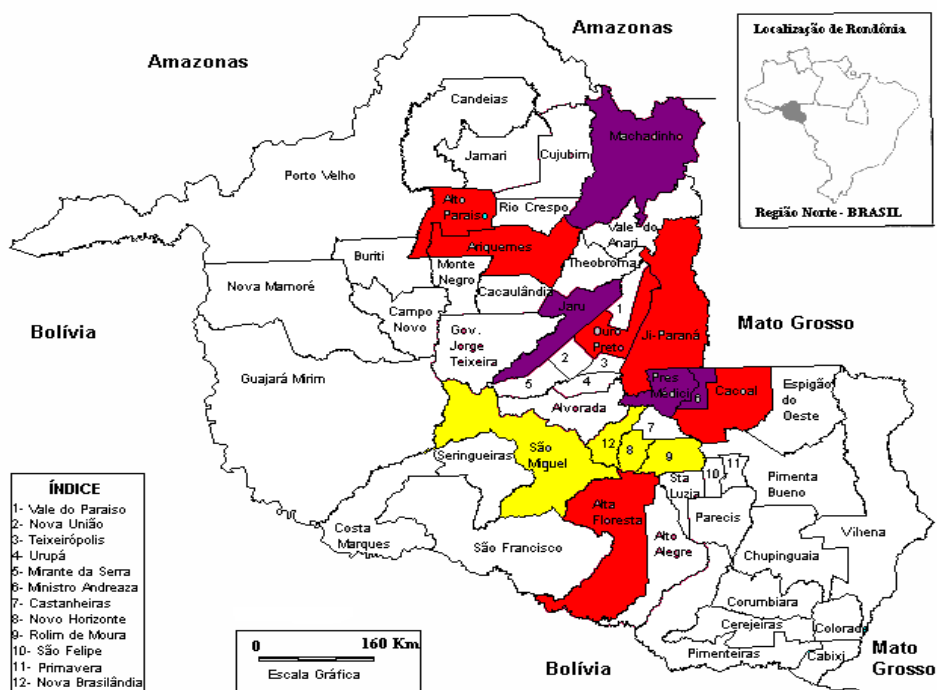 Amazonas
Amazonas
Localização de Rondônia
Região Norte - BRASIL
Candeias
Machadinho
Jamari
Cujubim
Porto Velho
Alto
Paraiso
Rio Crespo
Vale do
Anari
Ariquemes
Buriti
Monte
Negro
Theobroma
Nova Mamoré
Cacaulândia
Jaru
1
Campo
Novo
Bolívia
Mato Grosso
Gov.
Jorge
Teixeira
Ouro
Preto
Ji-Paraná
2
3
Guajará Mirim
5
4
Pres
Médici
6
Cacoal
Espigão
do
Oeste
Alvorada
7
São
Miguel
12
8
9
Seringueiras
Sta
Luzia
10
11
Pimenta
Bueno
Alta
Floresta
Parecis
Vilhena
Costa
Marques
São Francisco
Alto
Alegre
Chupinguaia
Corumbiara
Cerejeiras
Colorado
Pimenteiras
Cabixi
Mato
Grosso
Bolívia
ÍNDICE
1- Vale do Paraiso
2- Nova União
3- Teixeirópolis
4- Urupá
5- Mirante da Serra
6- Ministro Andreaza
7- Castanheiras
8- Novo Horizonte
9- Rolim de Moura
10- São Felipe
11- Primavera
12- Nova Brasilândia
0 160 Km
Escala Gráfica